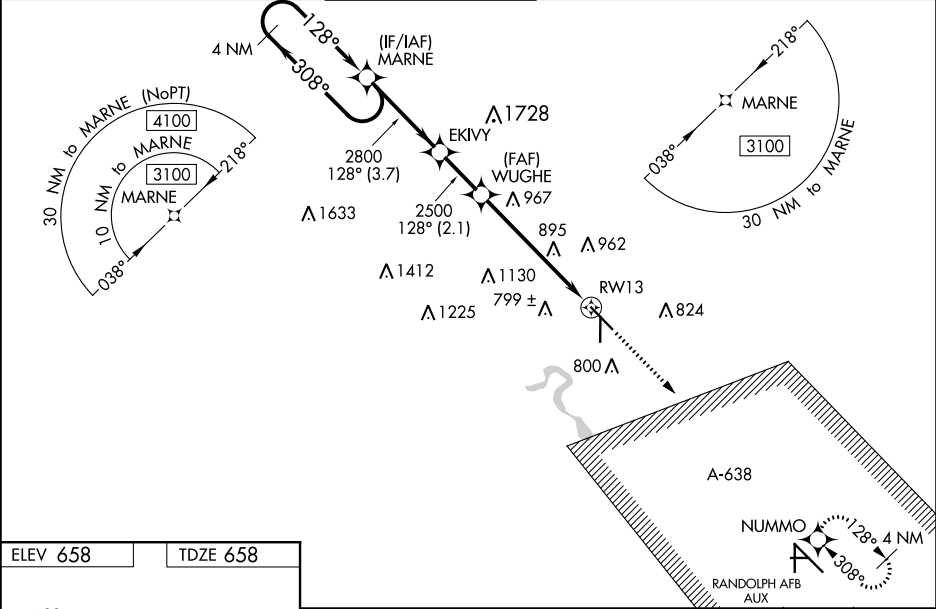 128°
308°
4 NM
(IF/IAF)
MARNE
2800
128° (3.7)
EKIVY
1728
2500
128° (2.1)
(FAF)
WUGHE
967
1633
895
962
1412
1130
799 ±
1225
RW13
824
800
30 NM to MARNE (NoPT)
4100
10 NM to MARNE
3100
MARNE
218°
038°
218°
MARNE
3100
038°
30 NM to MARNE
A-638
NUMMO
128°
4 NM
308°
RANDOLPH AFB
AUX
ELEV 658
TDZE 658